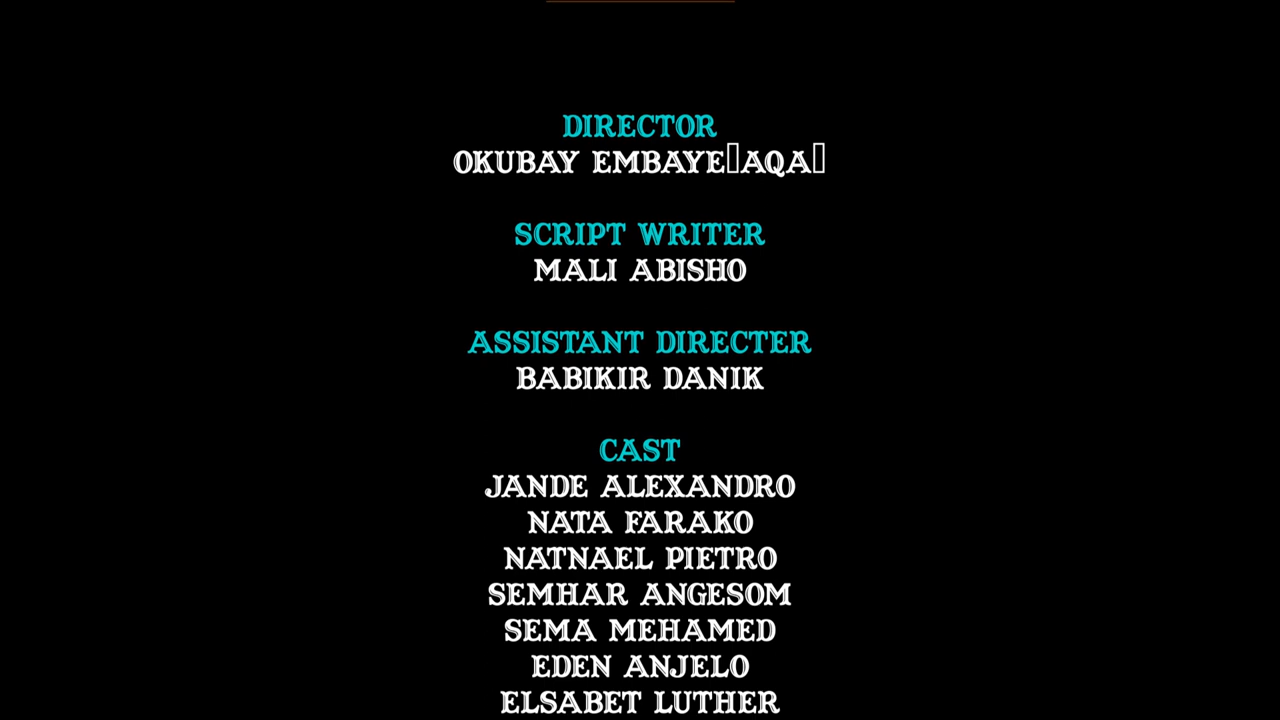 DIRECTOR
OKUBAY EMBAYE▯AQA▯
SCRIPT WRITER
MALI ABISHO
ASSISTANT DIRECTER
BABIKIR DANIK
CAST
JANDE ALEXANDRO
NATA FARAKO
NATNAEL PIETRO
SEMHAR ANGESOM
SEMA MEHAMED
EDEN ANJELO
ELSABET LUTHER